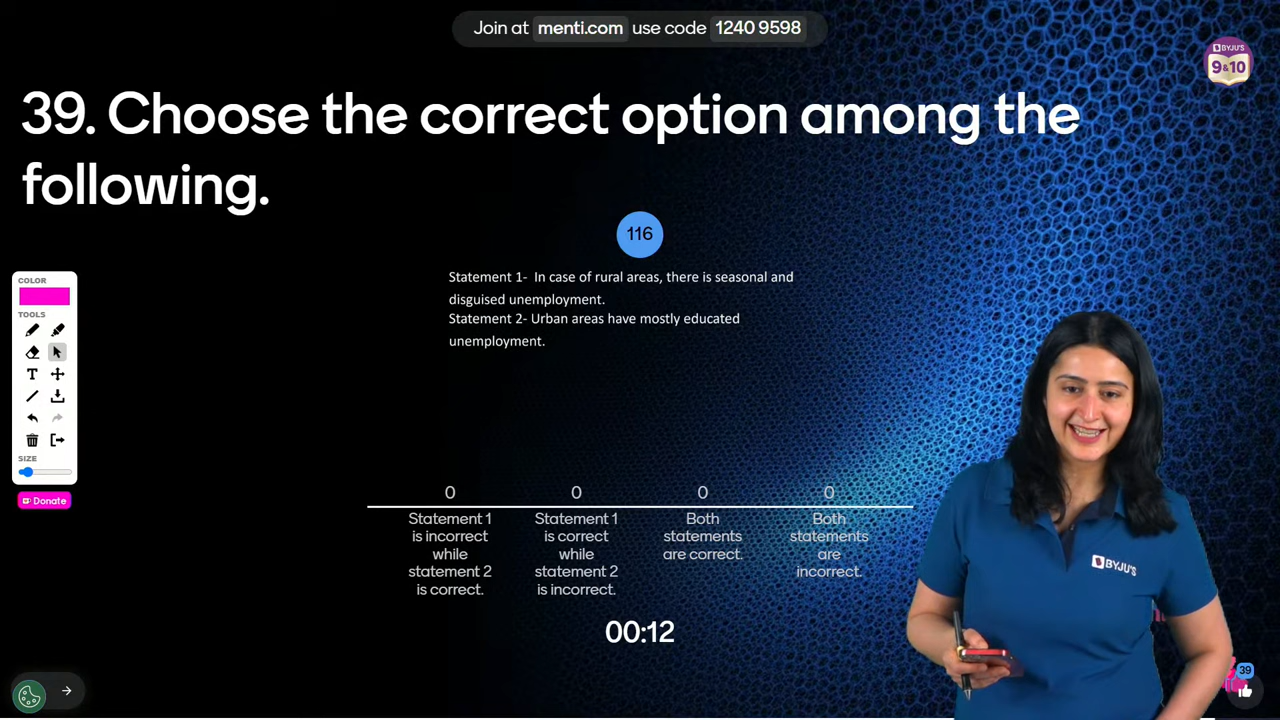 Join at menti.com use code 1240 9598
BYJU'S
9&10
39. Choose the correct option among the
following.
116
Statement 1-  In case of rural areas, there is seasonal and
disguised unemployment.
Statement 2- Urban areas have mostly educated
unemployment.
COLOR
TOOLS
T
SIZE
Donate
0
0
0
0
Statement 1
is incorrect
while
statement 2
is correct.
Statement 1
is correct
while
statement 2
is incorrect.
Both
statements
are correct.
Both
statements
are
incorrect.
00:12
BYJU'S
39